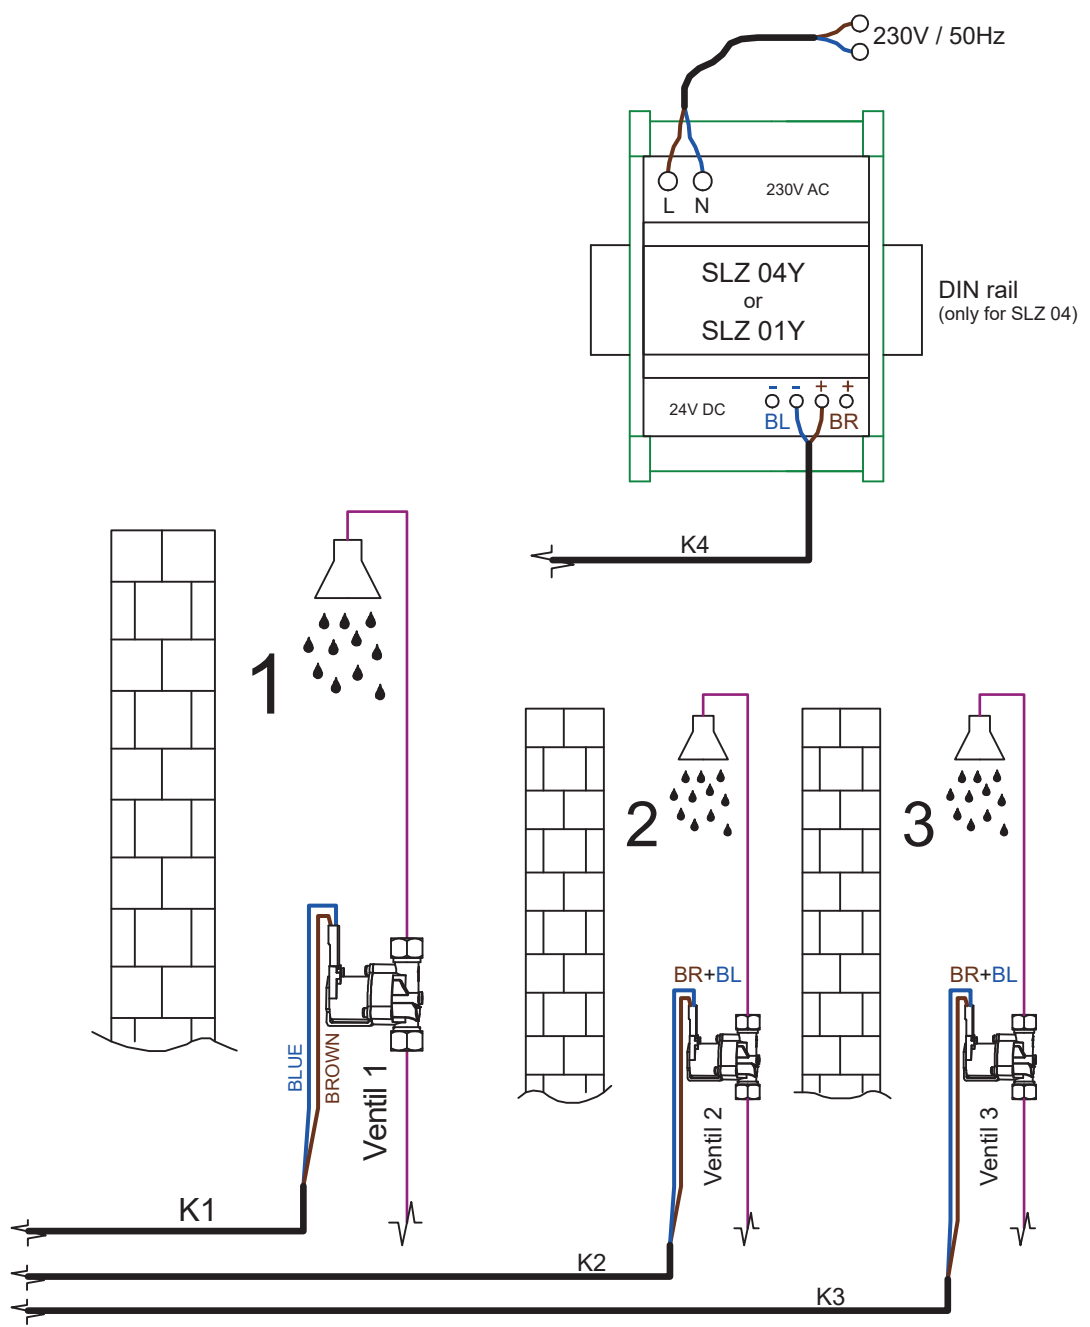 230V / 50Hz
L N
230V AC
SLZ 04Y
or
SLZ 01Y
DIN rail
(only for SLZ 04)
- - + +
24V DC
BL BR
K4
1
2
3
BR+BL
BR+BL
BLUE
BROWN
Ventil 1
Ventil 2
Ventil 3
K1
K2
K3